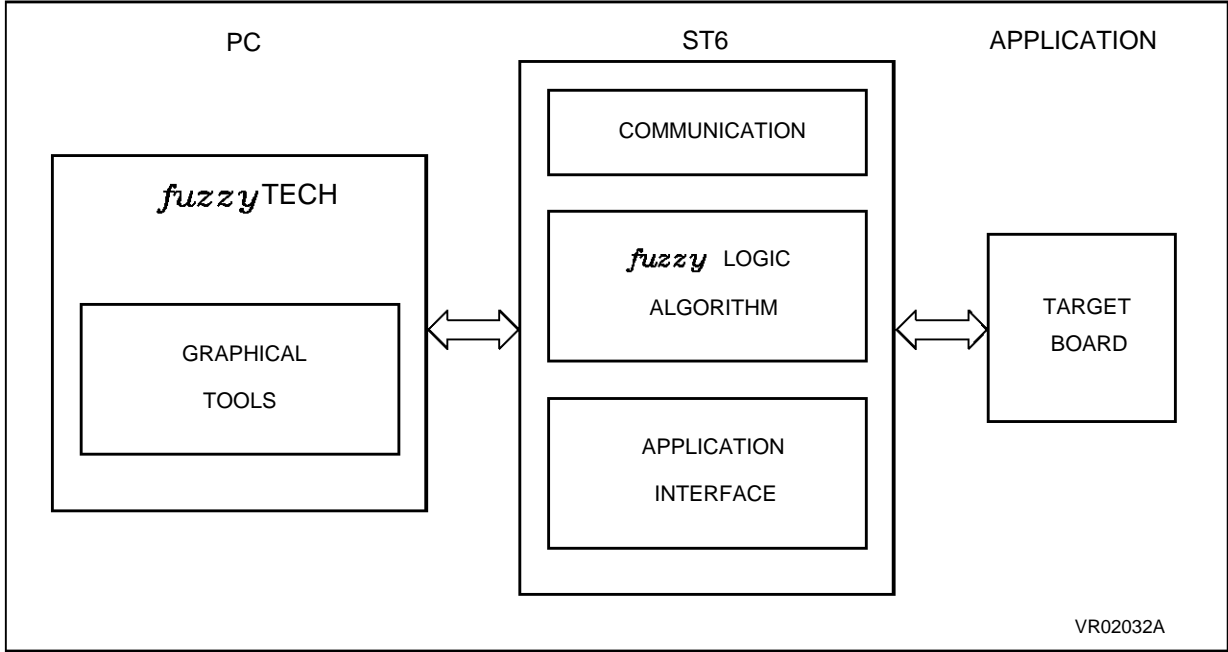 PC
ST6
APPLICATION
fuzzyTECH
GRAPHICAL
TOOLS
COMMUNICATION
fuzzy LOGIC
ALGORITHM
APPLICATION
INTERFACE
TARGET
BOARD
VR02032A